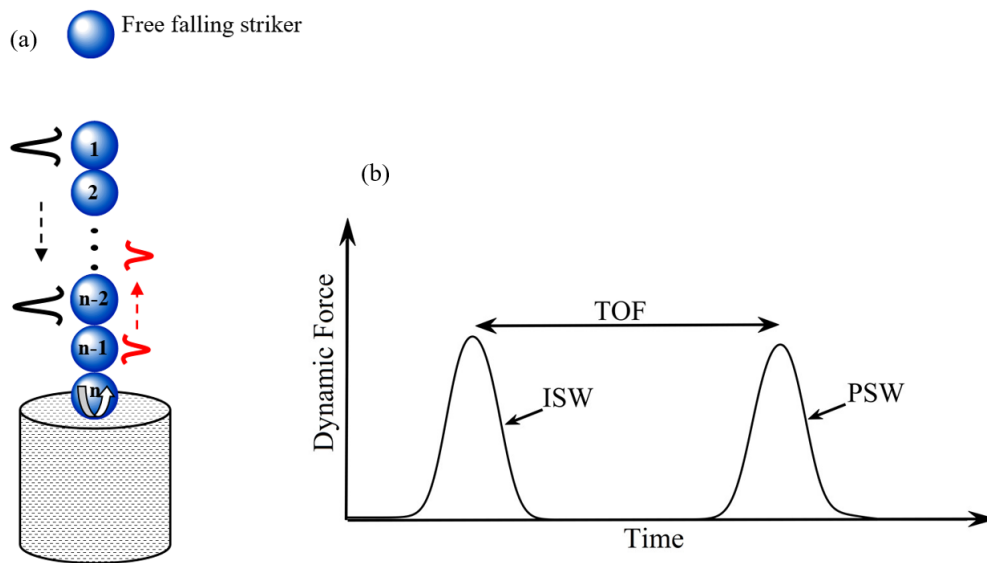 (a)
Free falling striker
1
2
n-2
n-1
n
(b)
Dynamic Force
TOF
ISW
PSW
Time